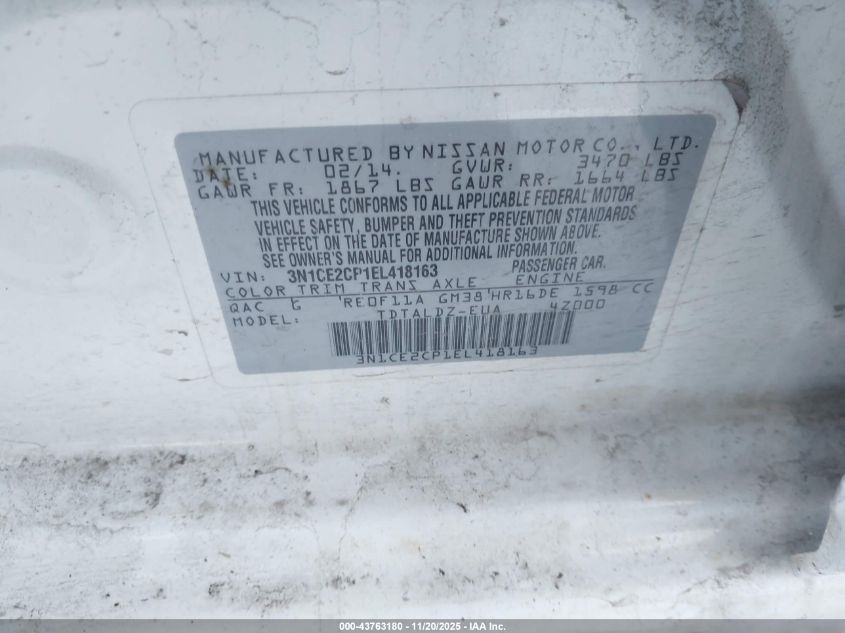 MANUFACTURED BY NISSAN MOTOR CO., LTD.
DATE: 02/14. GVWR: 3470 LBS
GAWR FR: 1867 LBS GAWR RR: 1664 LBS
THIS VEHICLE CONFORMS TO ALL APPLICABLE FEDERAL MOTOR
VEHICLE SAFETY, BUMPER AND THEFT PREVENTION STANDARDS
IN EFFECT ON THE DATE OF MANUFACTURE SHOWN ABOVE.
SEE OWNER'S MANUAL FOR ADDITIONAL INFORMATION.
VIN: 3N1CE2CP1EL418163 PASSENGER CAR.
COLOR TRIM TRANS AXLE ENGINE
QAC G RE0F11A GM38 HR16DE 1598 CC
MODEL: TDTALDZ-EUA 4Z000
3N1CE2CP1EL418163
000-43763180 - 11/20/2025 - IAA Inc.